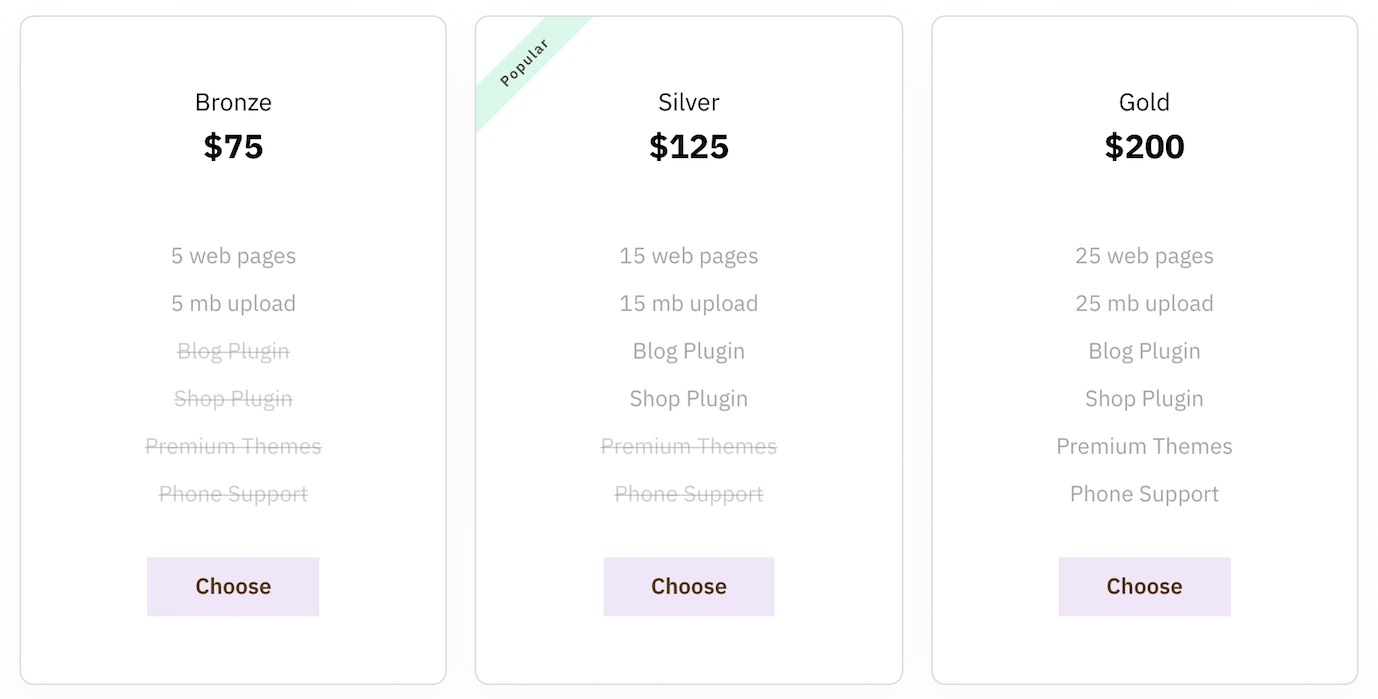 Bronze
$75
5 web pages
5 mb upload
Blog Plugin
Shop Plugin
Premium Themes
Phone Support
Choose
Popular
Silver
$125
15 web pages
15 mb upload
Blog Plugin
Shop Plugin
Premium Themes
Phone Support
Choose
Gold
$200
25 web pages
25 mb upload
Blog Plugin
Shop Plugin
Premium Themes
Phone Support
Choose